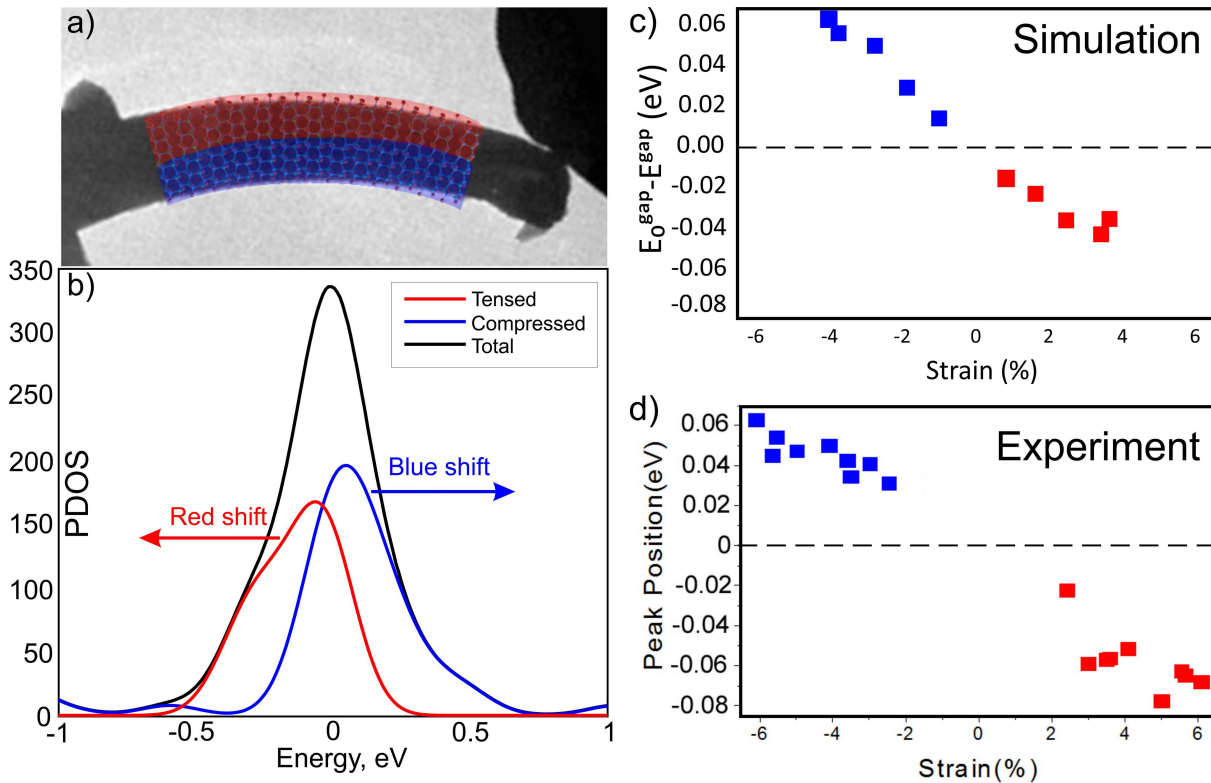 a)
b)
350
300
250
200
150
100
50
0
PDOS
-1
-0.5
0
0.5
1
Energy, eV
Tensed
Compressed
Total
Blue shift
Red shift
c)
Simulation
0.06
0.04
0.02
0.00
-0.02
-0.04
-0.06
-0.08
E₀ᵍᵃᵖ-Eᵍᵃᵖ (eV)
-6
-4
-2
0
2
4
6
Strain (%)
d)
Experiment
0.06
0.04
0.02
0
-0.02
-0.04
-0.06
-0.08
Peak Position(eV)
-6
-4
-2
0
2
4
6
Strain(%)